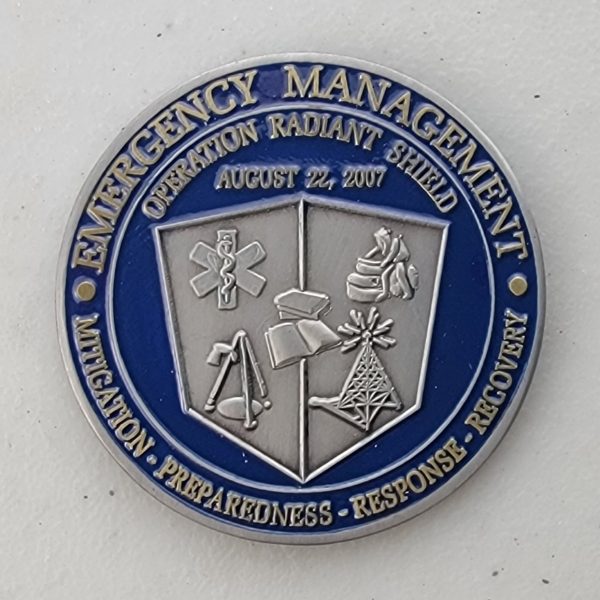 EMERGENCY MANAGEMENT
OPERATION RADIANT SHIELD
AUGUST 22, 2007
MITIGATION - PREPAREDNESS - RESPONSE - RECOVERY